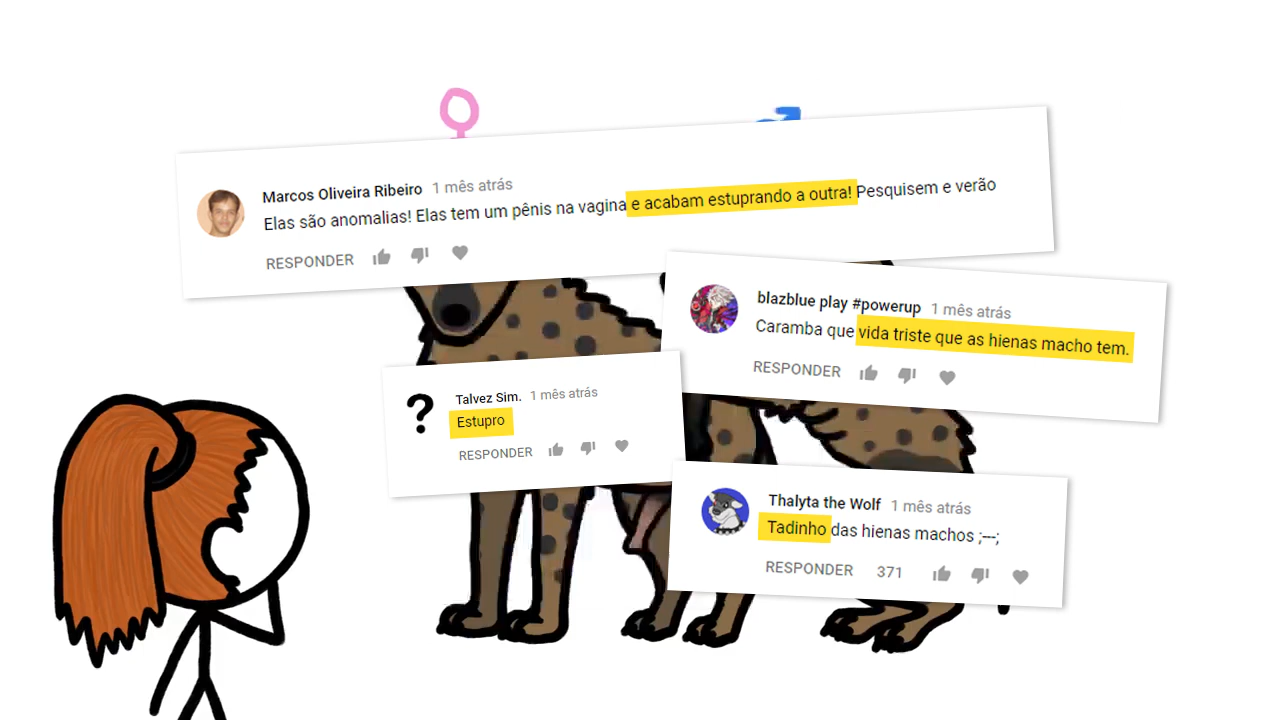 Marcos Oliveira Ribeiro 1 mês atrás
Elas são anomalias! Elas tem um pênis na vagina e acabam estuprando a outra! Pesquisem e verão
RESPONDER
blazblue play #powerup 1 mês atrás
Caramba que vida triste que as hienas macho tem.
RESPONDER
?
Talvez Sim. 1 mês atrás
Estupro
RESPONDER
Thalyta the Wolf 1 mês atrás
Tadinho das hienas machos ;---;
RESPONDER 371